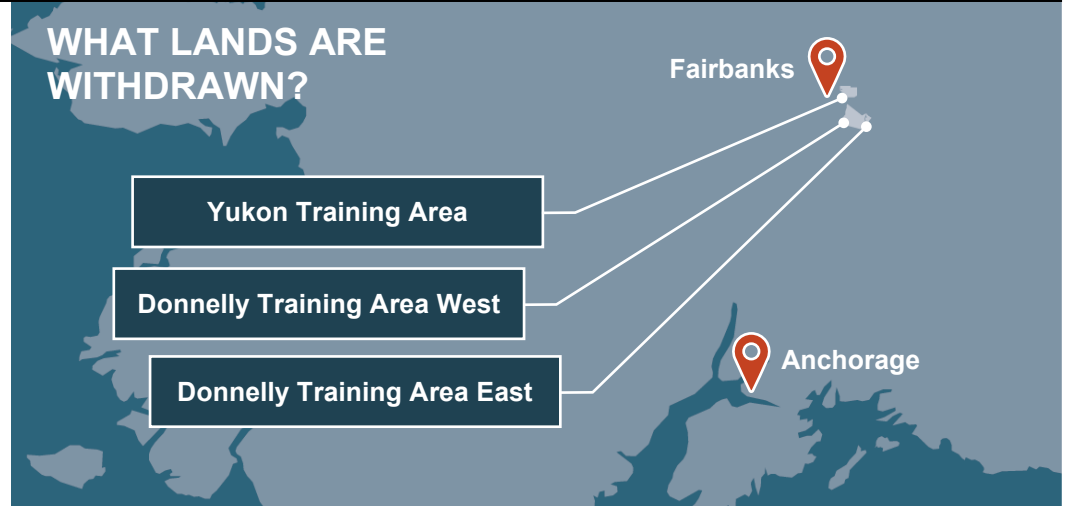 WHAT LANDS ARE
WITHDRAWN?
Fairbanks
Yukon Training Area
Donnelly Training Area West
Anchorage
Donnelly Training Area East